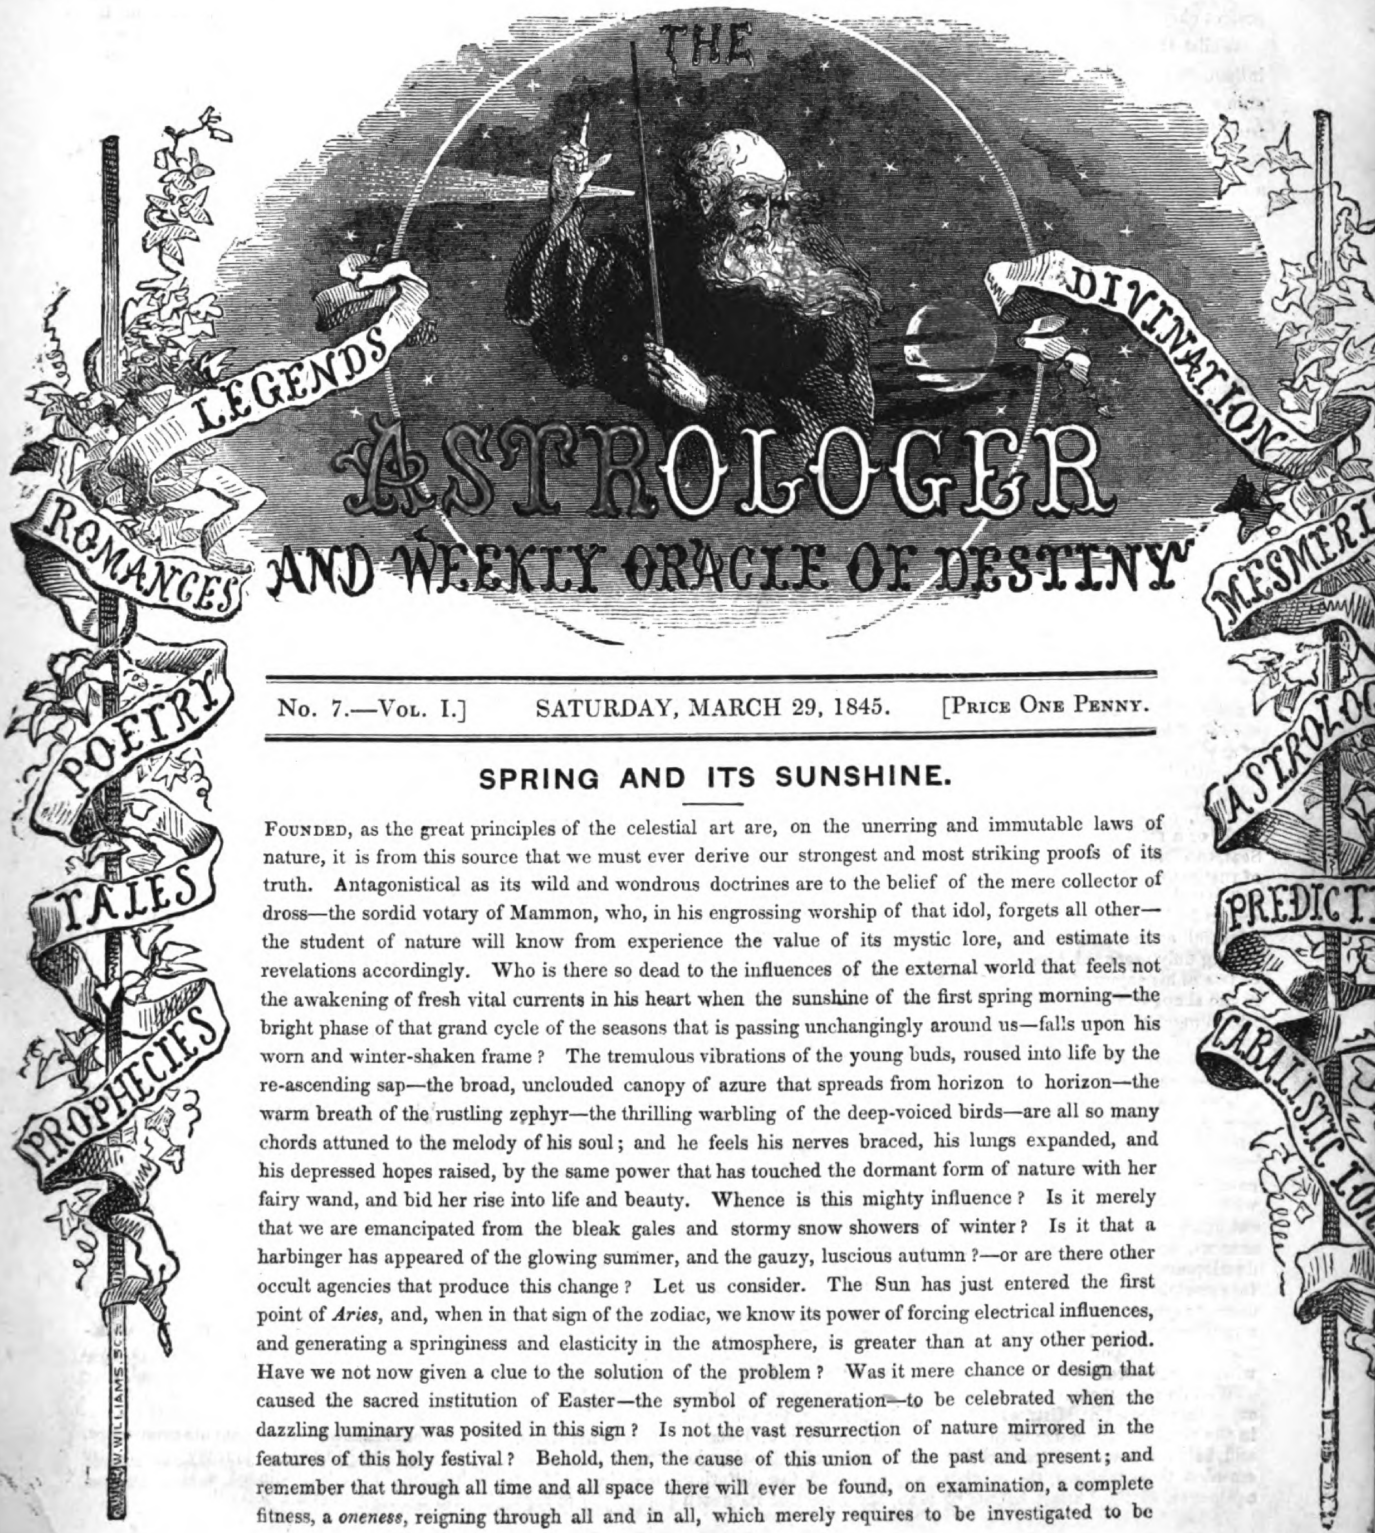 THE
ASTROLOGER
AND WEEKLY ORACLE OF DESTINY
LEGENDS
ROMANCES
POETRY
TALES
PROPHECIES
DIVINATION
PREDICT
CABALISTIC
No. 7.—Vol. I.] SATURDAY, MARCH 29, 1845. [Price One Penny.
SPRING AND ITS SUNSHINE.
Founded, as the great principles of the celestial art are, on the unerring and immutable laws of
nature, it is from this source that we must ever derive our strongest and most striking proofs of its
truth. Antagonistical as its wild and wondrous doctrines are to the belief of the mere collector of
dross—the sordid votary of Mammon, who, in his engrossing worship of that idol, forgets all other—
the student of nature will know from experience the value of its mystic lore, and estimate its
revelations accordingly. Who is there so dead to the influences of the external world that feels not
the awakening of fresh vital currents in his heart when the sunshine of the first spring morning—the
bright phase of that grand cycle of the seasons that is passing unchangingly around us—falls upon his
worn and winter-shaken frame ? The tremulous vibrations of the young buds, roused into life by the
re-ascending sap—the broad, unclouded canopy of azure that spreads from horizon to horizon—the
warm breath of the rustling zephyr—the thrilling warbling of the deep-voiced birds—are all so many
chords attuned to the melody of his soul ; and he feels his nerves braced, his lungs expanded, and
his depressed hopes raised, by the same power that has touched the dormant form of nature with her
fairy wand, and bid her rise into life and beauty. Whence is this mighty influence ? Is it merely
that we are emancipated from the bleak gales and stormy snow showers of winter ? Is it that a
harbinger has appeared of the glowing summer, and the gauzy, luscious autumn ?—or are there other
occult agencies that produce this change ? Let us consider. The Sun has just entered the first
point of Aries, and, when in that sign of the zodiac, we know its power of forcing electrical influences,
and generating a springiness and elasticity in the atmosphere, is greater than at any other period.
Have we not now given a clue to the solution of the problem ? Was it mere chance or design that
caused the sacred institution of Easter—the symbol of regeneration—to be celebrated when the
dazzling luminary was posited in this sign ? Is not the vast resurrection of nature mirrored in the
features of this holy festival ? Behold, then, the cause of this union of the past and present ; and
remember that through all time and all space there will ever be found, on examination, a complete
fitness, a oneness, reigning through all and in all, which merely requires to be investigated to be
W.WILLIAMS.SC